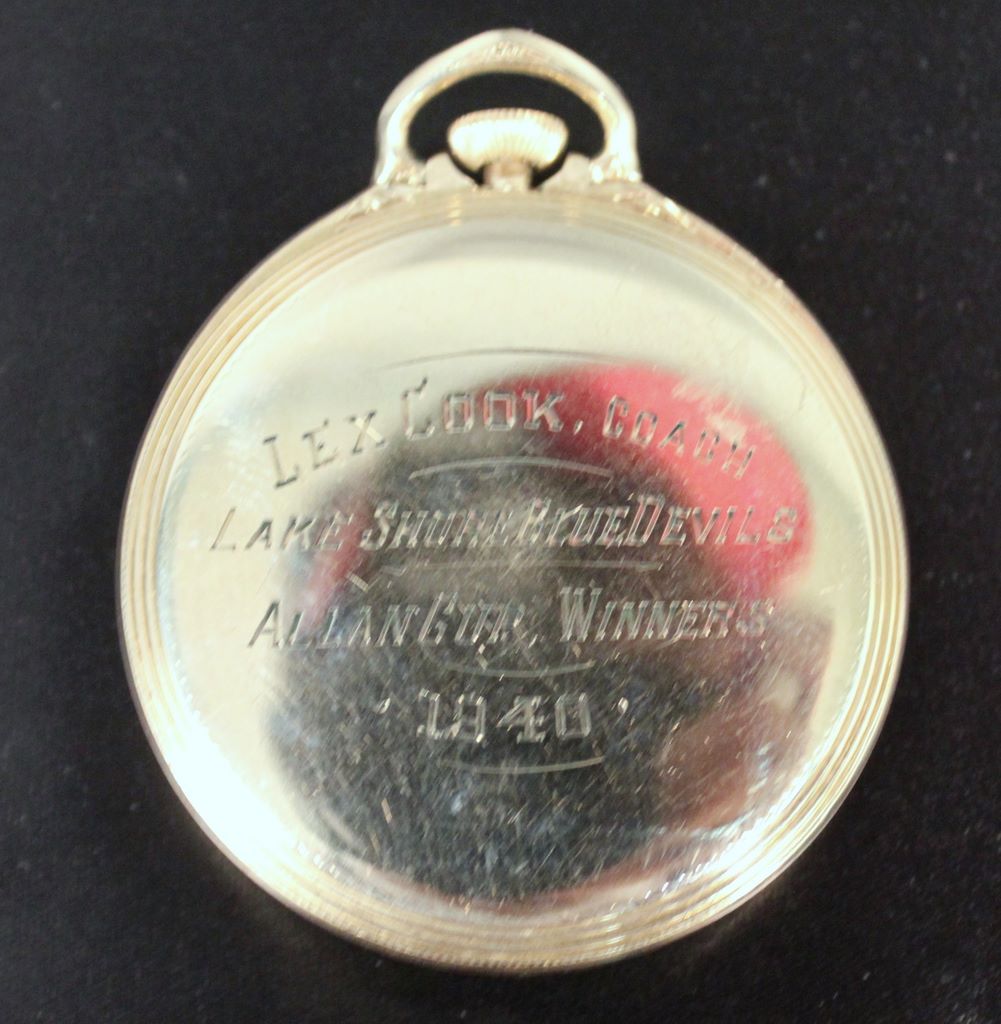 LEX COOK, COACH
LAKE SHORE BLUE DEVILS
ALLAN CUP WINNERS
1940